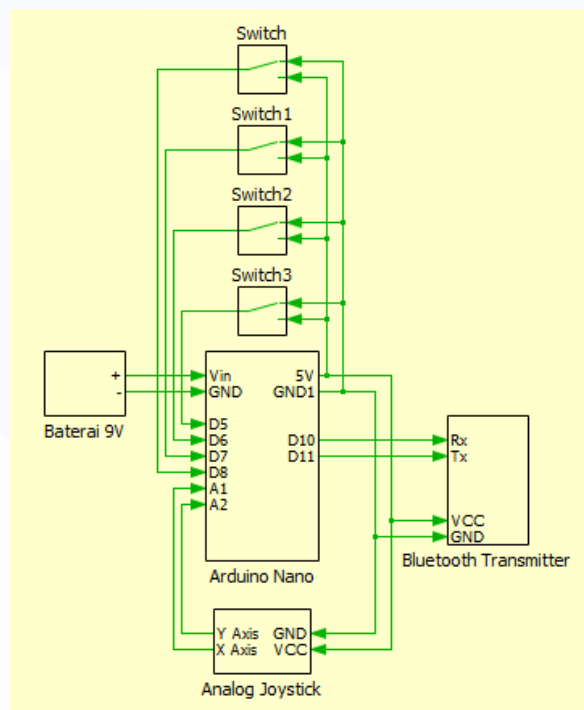 Switch
Switch1
Switch2
Switch3
+
-
Baterai 9V
Vin
GND
D5
D6
D7
D8
A1
A2
5V
GND1
D10
D11
Arduino Nano
Rx
Tx
VCC
GND
Bluetooth Transmitter
Y Axis GND
X Axis VCC
Analog Joystick